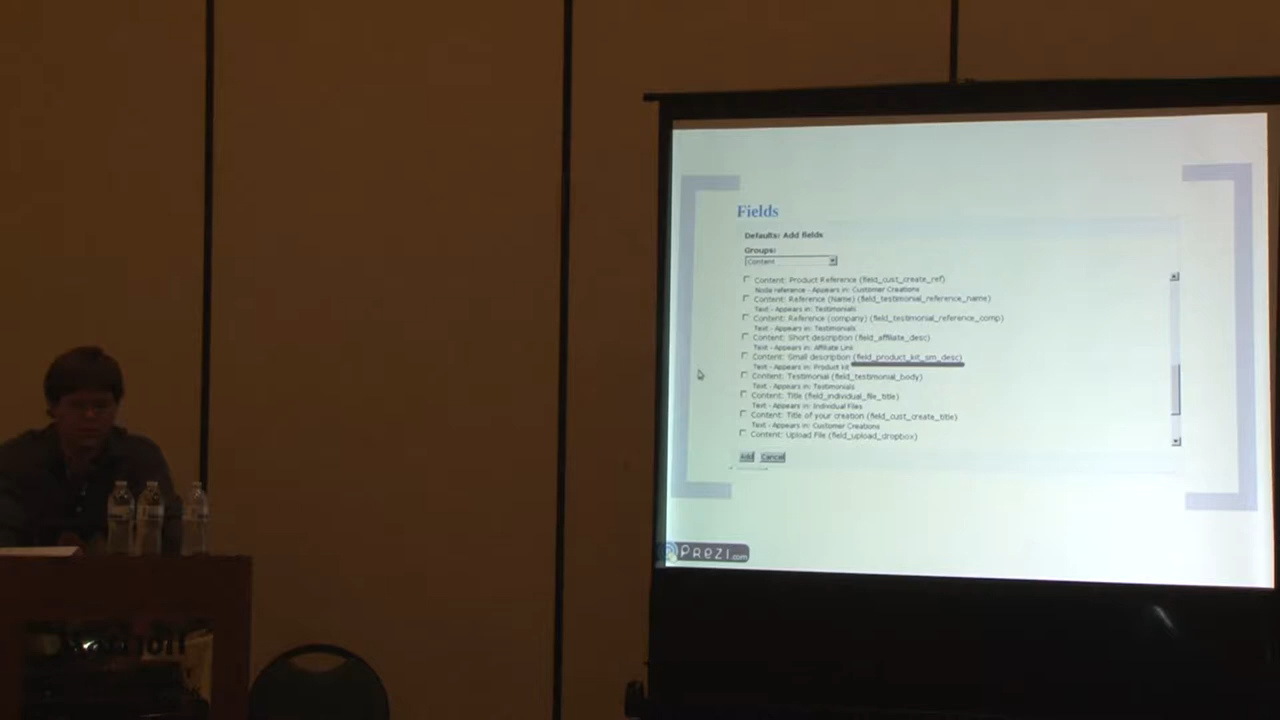 Fields
Defaults: Add fields
Groups:
Content
Content: Product Reference (field_cust_create_ref)
Node reference - Appears in: Customer Creations
Content: Reference (Name) (field_testimonial_reference_name)
Text - Appears in: Testimonials
Content: Reference (company) (field_testimonial_reference_comp)
Text - Appears in: Testimonials
Content: Short description (field_affiliate_desc)
Text - Appears in: Affiliate Link
Content: Small description (field_product_kit_sm_desc)
Text - Appears in: Product kit
Content: Testimonial (field_testimonial_body)
Text - Appears in: Testimonials
Content: Title (field_individual_file_title)
Text - Appears in: Individual Files
Content: Title of your creation (field_cust_create_title)
Text - Appears in: Customer Creations
Content: Upload File (field_upload_dropbox)
Add Cancel
Prezi.com
Marriott